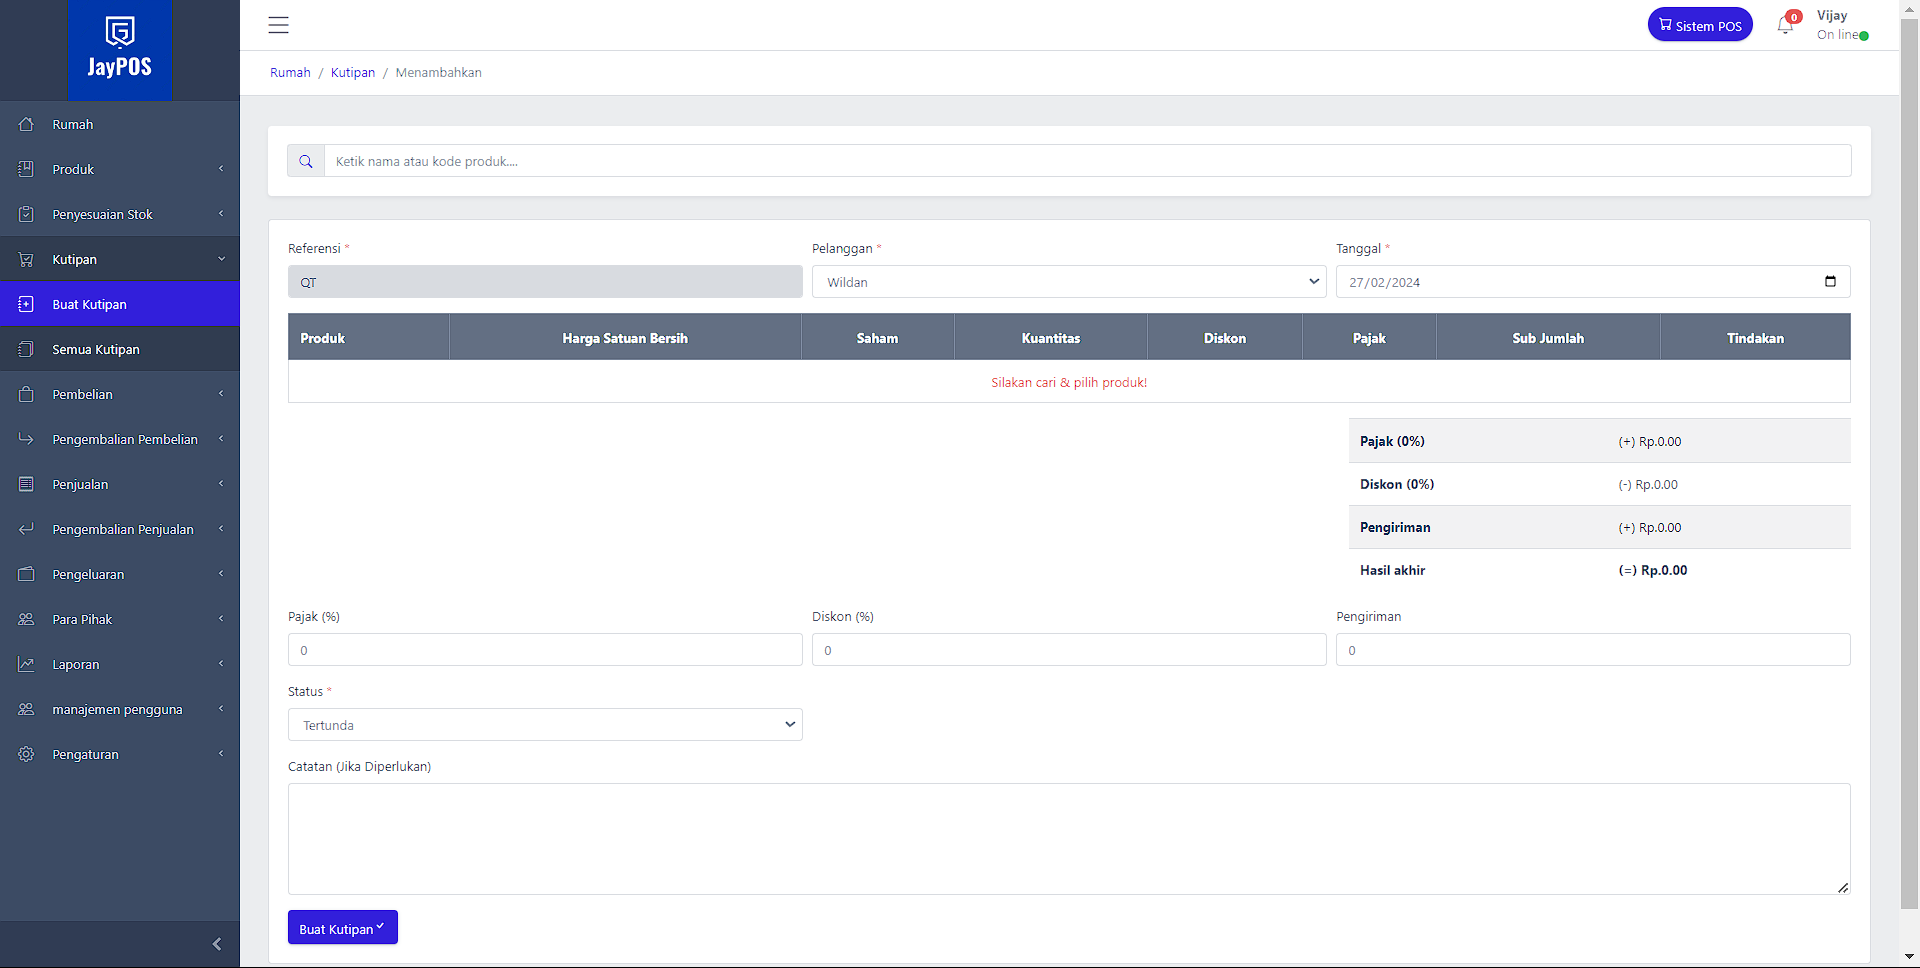 JayPOS
Sistem POS
0
Vijay
On line
Rumah / Kutipan / Menambahkan
Rumah
Produk
Penyesuaian Stok
Kutipan
Buat Kutipan
Semua Kutipan
Pembelian
Pengembalian Pembelian
Penjualan
Pengembalian Penjualan
Pengeluaran
Para Pihak
Laporan
manajemen pengguna
Pengaturan
Ketik nama atau kode produk....
Referensi * Pelanggan * Tanggal *
QT Wildan 27/02/2024
Produk Harga Satuan Bersih Saham Kuantitas Diskon Pajak Sub Jumlah Tindakan
Silakan cari & pilih produk!
Pajak (0%) (+) Rp.0.00
Diskon (0%) (-) Rp.0.00
Pengiriman (+) Rp.0.00
Hasil akhir (=) Rp.0.00
Pajak (%) Diskon (%) Pengiriman
0 0 0
Status *
Tertunda
Catatan (Jika Diperlukan)
Buat Kutipan